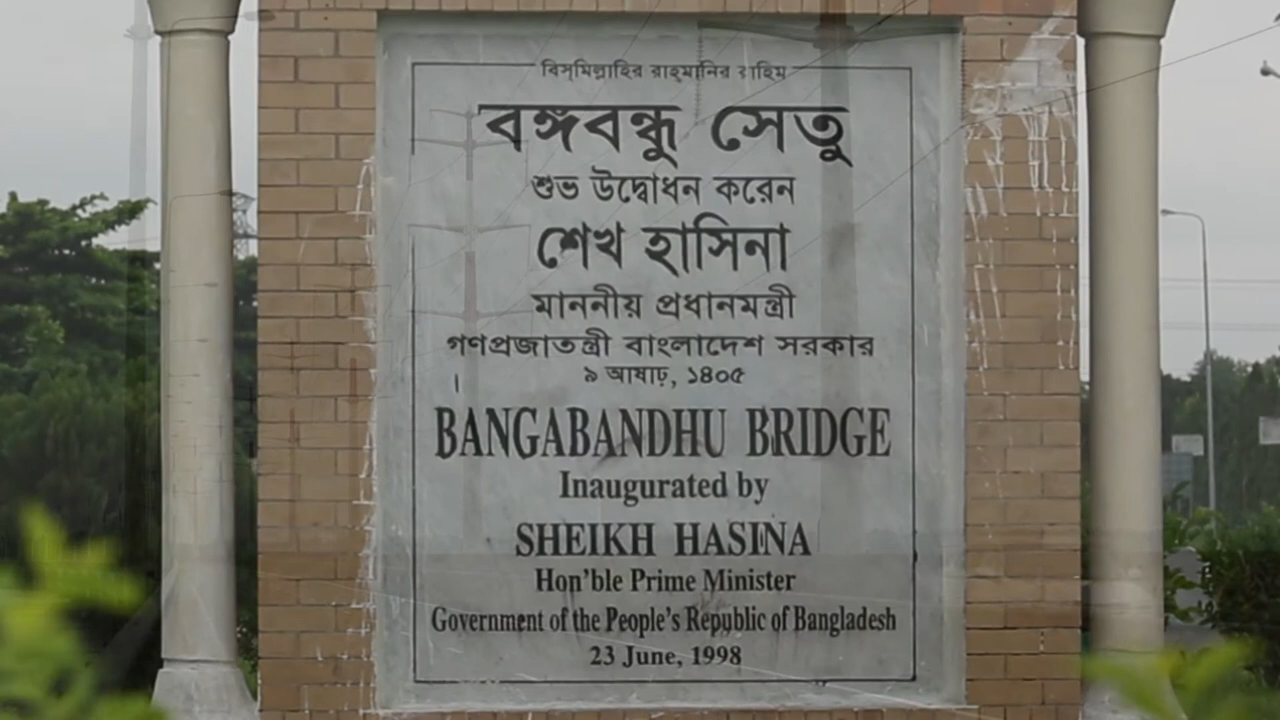 বিস্‌মিল্লাহির রাহ্‌মানির রাহিম
বঙ্গবন্ধু সেতু
শুভ উদ্বোধন করেন
শেখ হাসিনা
মাননীয় প্রধানমন্ত্রী
গণপ্রজাতন্ত্রী বাংলাদেশ সরকার
৯ আষাঢ়, ১৪০৫
BANGABANDHU BRIDGE
Inaugurated by
SHEIKH HASINA
Hon'ble Prime Minister
Government of the People's Republic of Bangladesh
23 June, 1998